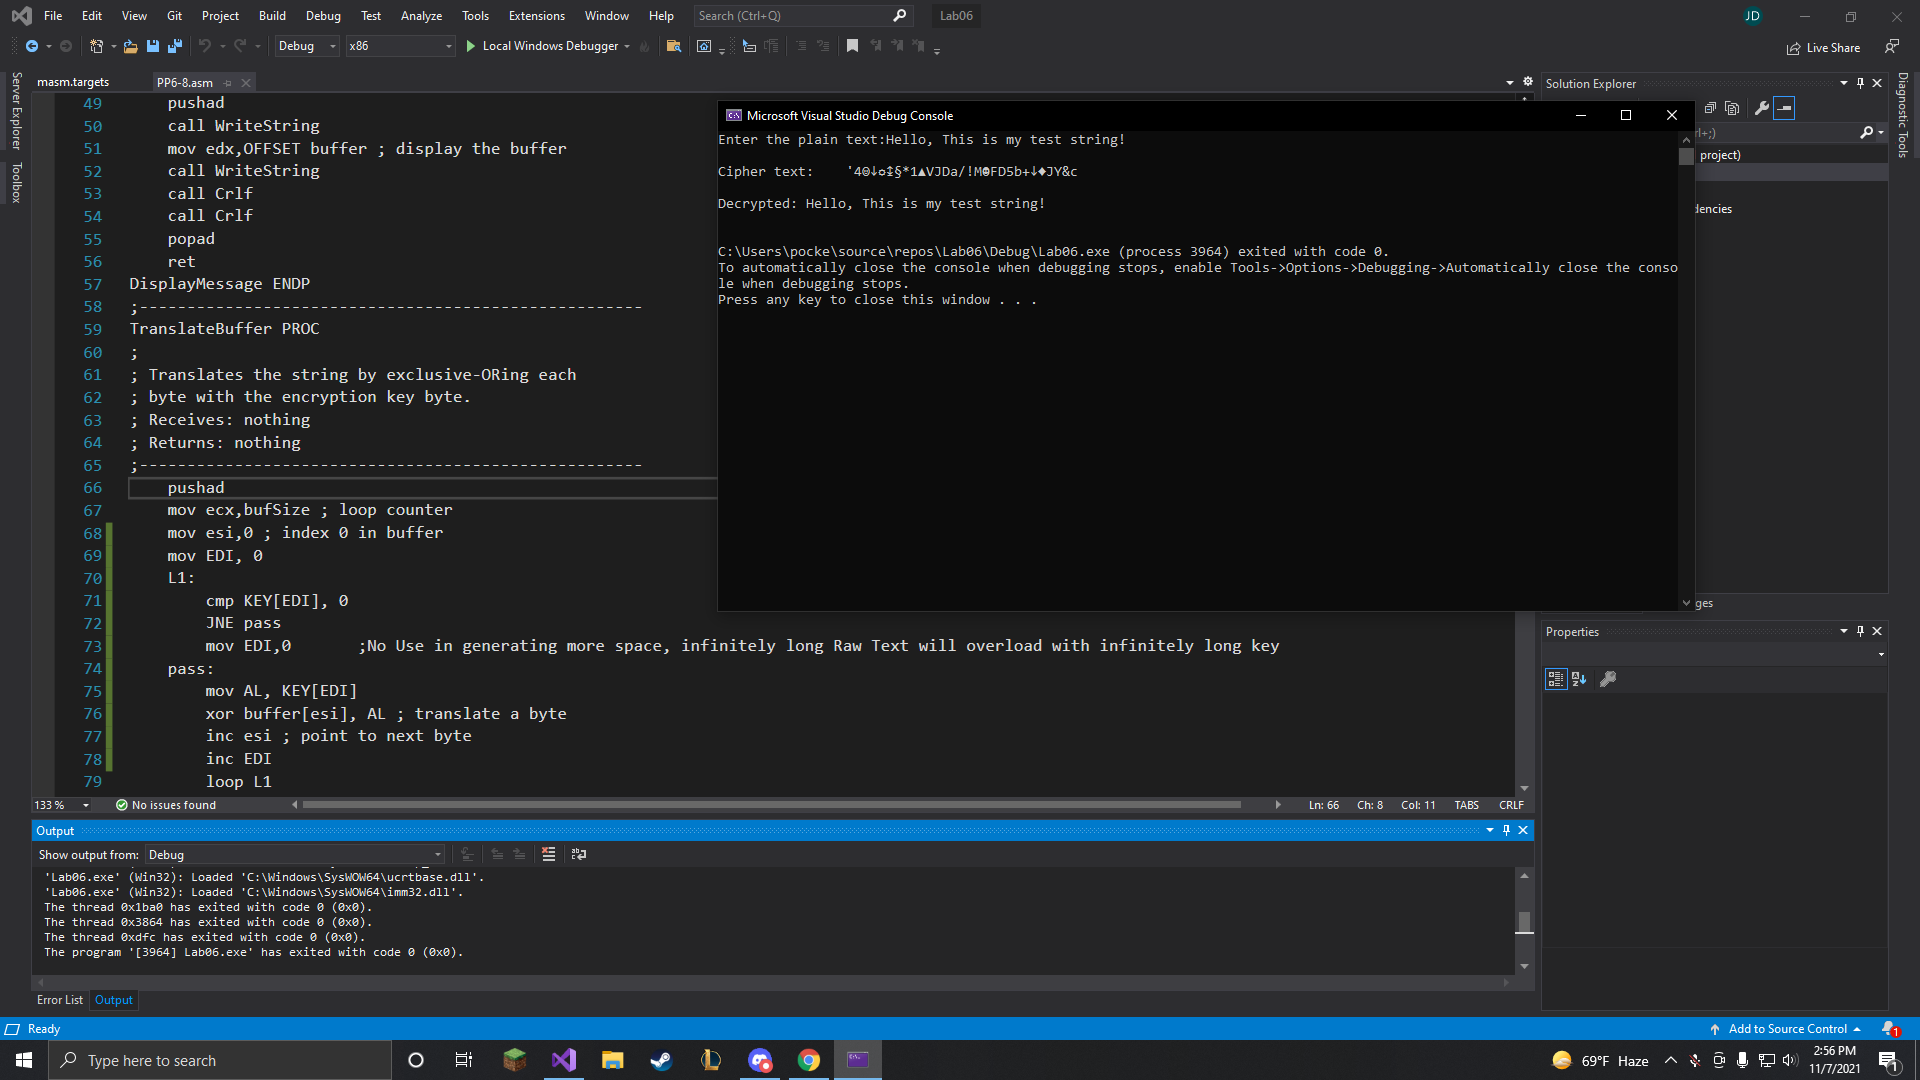 File Edit View Git Project Build Debug Test Analyze Tools Extensions Window Help Search (Ctrl+Q) Lab06 JD
Debug x86 Local Windows Debugger Live Share
Server Explorer
Toolbox
masm.targets PP6-8.asm
49 pushad
50 call WriteString
51 mov edx,OFFSET buffer ; display the buffer
52 call WriteString
53 call Crlf
54 call Crlf
55 popad
56 ret
57 DisplayMessage ENDP
58 ;-----------------------------------------------------
59 TranslateBuffer PROC
60 ;
61 ; Translates the string by exclusive-ORing each
62 ; byte with the encryption key byte.
63 ; Receives: nothing
64 ; Returns: nothing
65 ;-----------------------------------------------------
66 pushad
67 mov ecx,bufSize ; loop counter
68 mov esi,0 ; index 0 in buffer
69 mov EDI, 0
70 L1:
71 cmp KEY[EDI], 0
72 JNE pass
73 mov EDI,0 ;No Use in generating more space, infinitely long Raw Text will overload with infinitely long key
74 pass:
75 mov AL, KEY[EDI]
76 xor buffer[esi], AL ; translate a byte
77 inc esi ; point to next byte
78 inc EDI
79 loop L1
Microsoft Visual Studio Debug Console
Enter the plain text:Hello, This is my test string!
Cipher text: '4☺↓¤↨§*1▲VJDa/!M☻FD5b+↓♦JY&c
Decrypted: Hello, This is my test string!
C:\Users\pocke\source\repos\Lab06\Debug\Lab06.exe (process 3964) exited with code 0.
To automatically close the console when debugging stops, enable Tools->Options->Debugging->Automatically close the conso
le when debugging stops.
Press any key to close this window . . .
Solution Explorer
rl+;)
project)
dencies
ges
Diagnostic Tools
Properties
133 % No issues found Ln: 66 Ch: 8 Col: 11 TABS CRLF
Output
Show output from: Debug
'Lab06.exe' (Win32): Loaded 'C:\Windows\SysWOW64\ucrtbase.dll'.
'Lab06.exe' (Win32): Loaded 'C:\Windows\SysWOW64\imm32.dll'.
The thread 0x1ba0 has exited with code 0 (0x0).
The thread 0x3864 has exited with code 0 (0x0).
The thread 0xdfc has exited with code 0 (0x0).
The program '[3964] Lab06.exe' has exited with code 0 (0x0).
Error List Output
Ready Add to Source Control 1
Type here to search 69°F Haze 2:56 PM
11/7/2021 1